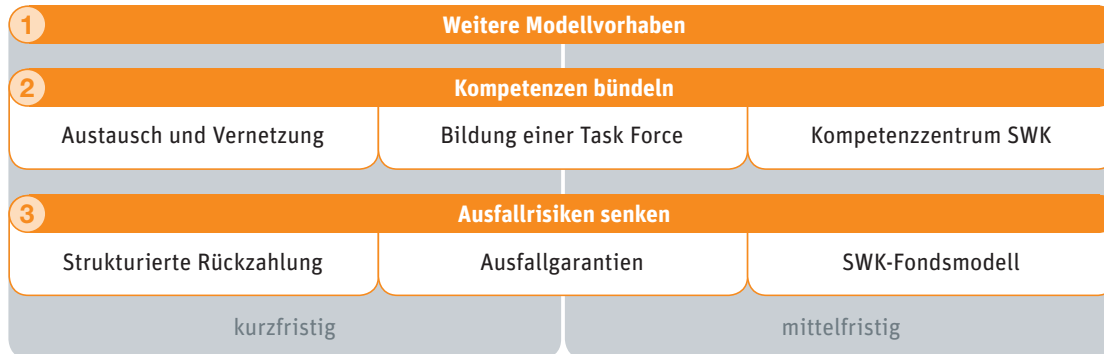 1 Weitere Modellvorhaben
2 Kompetenzen bündeln
Austausch und Vernetzung Bildung einer Task Force Kompetenzzentrum SWK
3 Ausfallrisiken senken
Strukturierte Rückzahlung Ausfallgarantien SWK-Fondsmodell
kurzfristig mittelfristig